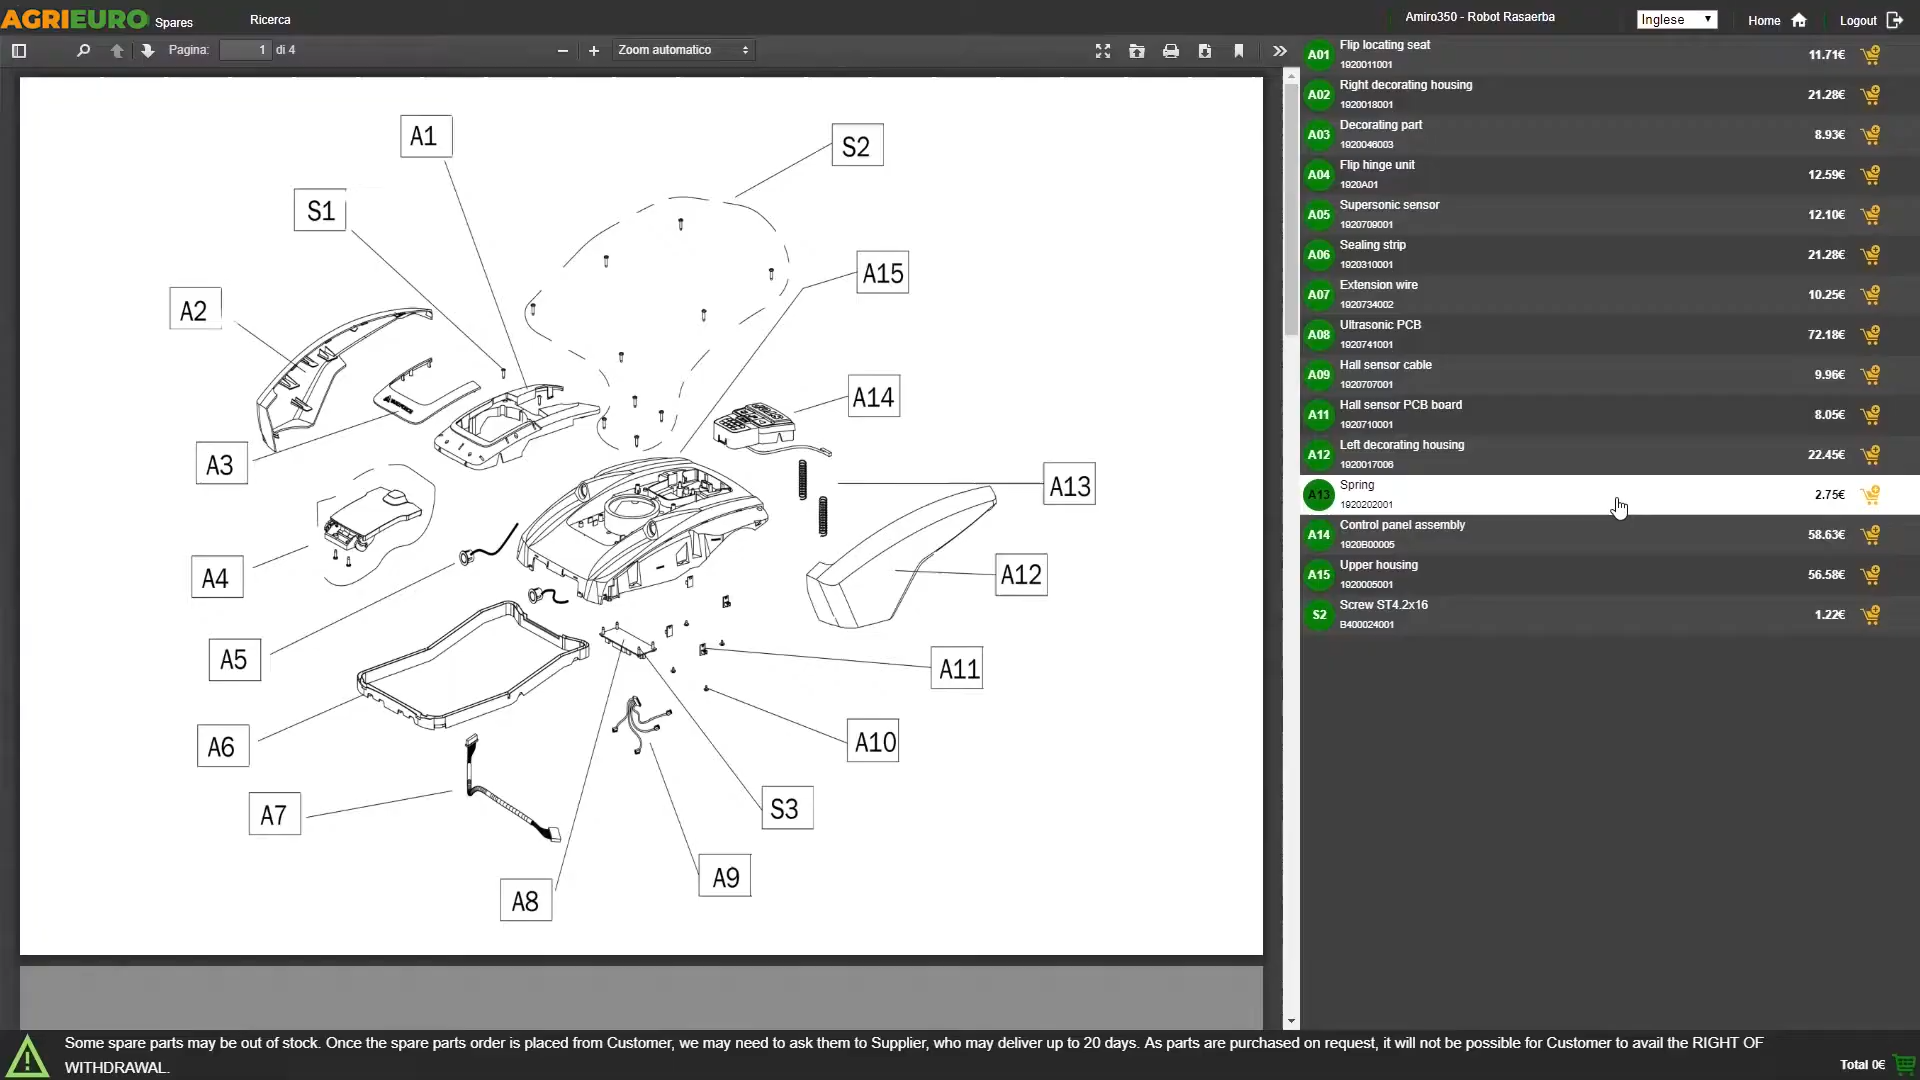 AGRIEURO Spares
Ricerca
Amiro350 - Robot Rasaerba
Inglese
Home
Logout
Pagina: 1 di 4
Zoom automatico
A1
S2
S1
A15
A2
A14
A3
A13
A4
A12
A5
A11
A6
A10
A7
S3
A9
A8
A01 Flip locating seat 11.71€
1920011001
A02 Right decorating housing 21.28€
1920018001
A03 Decorating part 8.93€
1920046003
A04 Flip hinge unit 12.59€
1920A01
A05 Supersonic sensor 12.10€
1920709001
A06 Sealing strip 21.28€
1920310001
A07 Extension wire 10.25€
1920734002
A08 Ultrasonic PCB 72.18€
1920741001
A09 Hall sensor cable 9.96€
1920707001
A11 Hall sensor PCB board 8.05€
1920710001
A12 Left decorating housing 22.45€
1920017006
A13 Spring 2.75€
1920202001
A14 Control panel assembly 58.63€
1920B00005
A15 Upper housing 56.58€
1920005001
S2 Screw ST4.2x16 1.22€
B400024001
Some spare parts may be out of stock. Once the spare parts order is placed from Customer, we may need to ask them to Supplier, who may deliver up to 20 days. As parts are purchased on request, it will not be possible for Customer to avail the RIGHT OF
WITHDRAWAL.
Total 0€